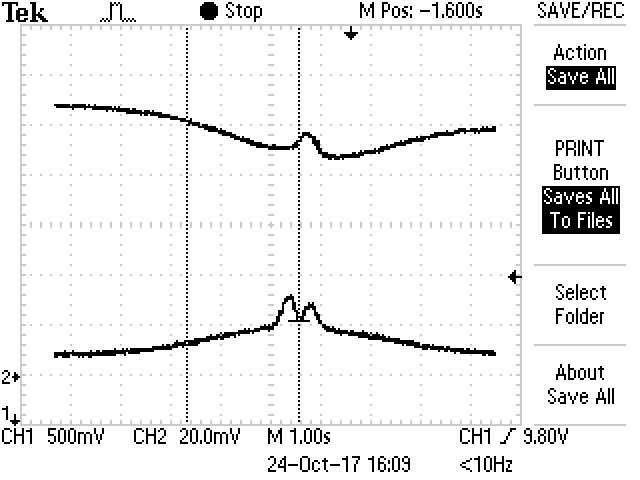 Tek
Stop
M Pos: -1.600s
SAVE/REC
Action
Save All
PRINT
Button
Saves All
To Files
Select
Folder
About
Save All
2
1
CH1 500mV
CH2 20.0mV
M 1.00s
CH1
9.80V
24-Oct-17 16:09
<10Hz